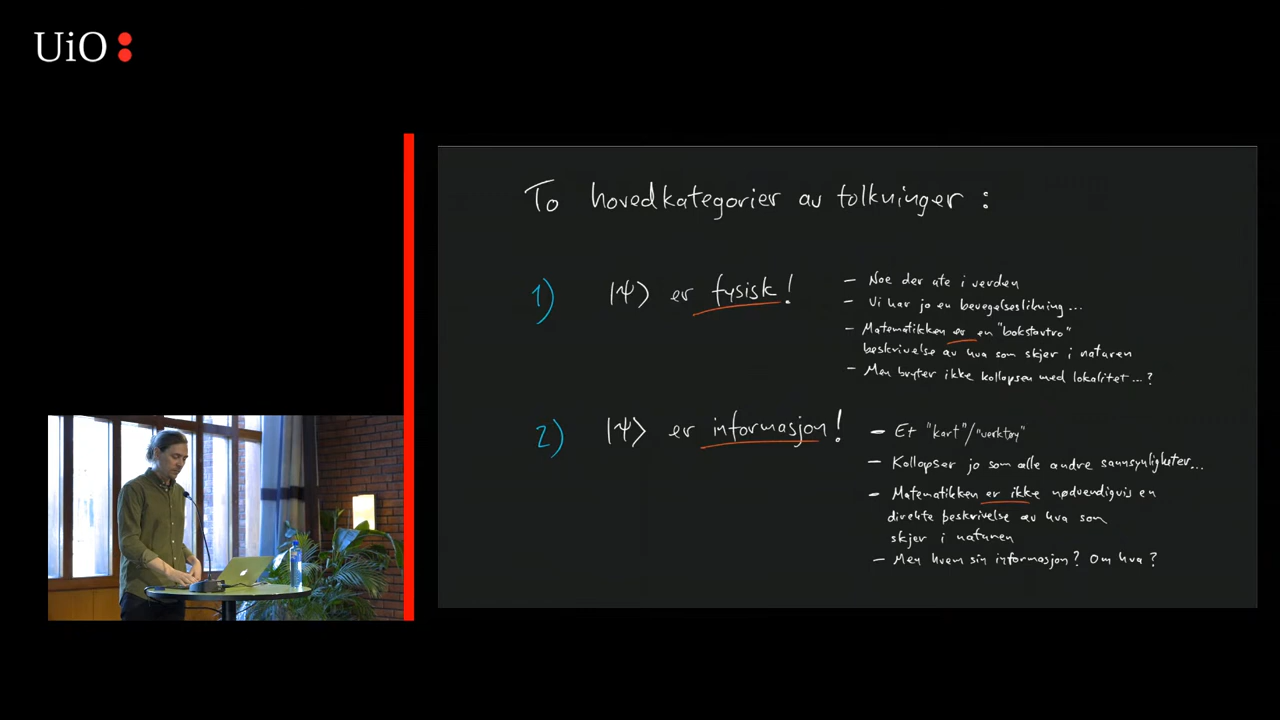 UiO
To hovedkategorier av tolkninger :
1) |Ψ⟩ er fysisk!
– Noe der ute i verden
– Vi har jo en bevegelseslikning...
– Matematikken er en "bokstavtro"
beskrivelse av hva som skjer i naturen
– Men bryter ikke kollapsen med lokalitet...?
2) |Ψ⟩ er informasjon!
– Et "kart"/"verktøy"
– Kollapser jo som alle andre sannsynligheter...
– Matematikken er ikke nødvendigvis en
direkte beskrivelse av hva som
skjer i naturen
– Men hvem sin informasjon? Om hva?